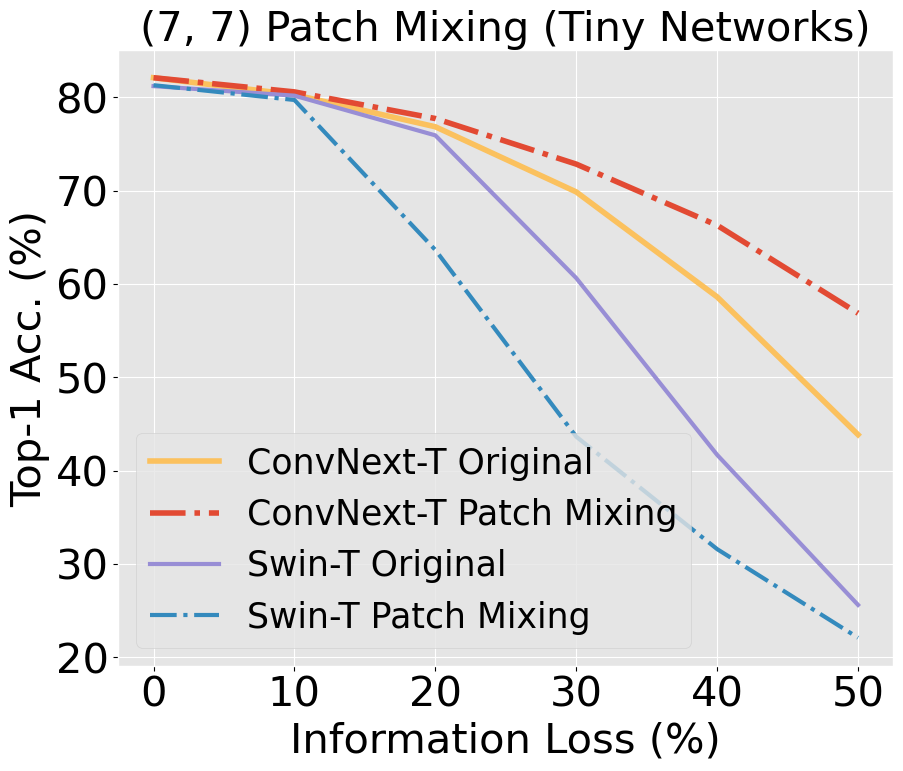 (7, 7) Patch Mixing (Tiny Networks)
Top-1 Acc. (%)
80
70
60
50
40
30
20
ConvNext-T Original
ConvNext-T Patch Mixing
Swin-T Original
Swin-T Patch Mixing
0 10 20 30 40 50
Information Loss (%)